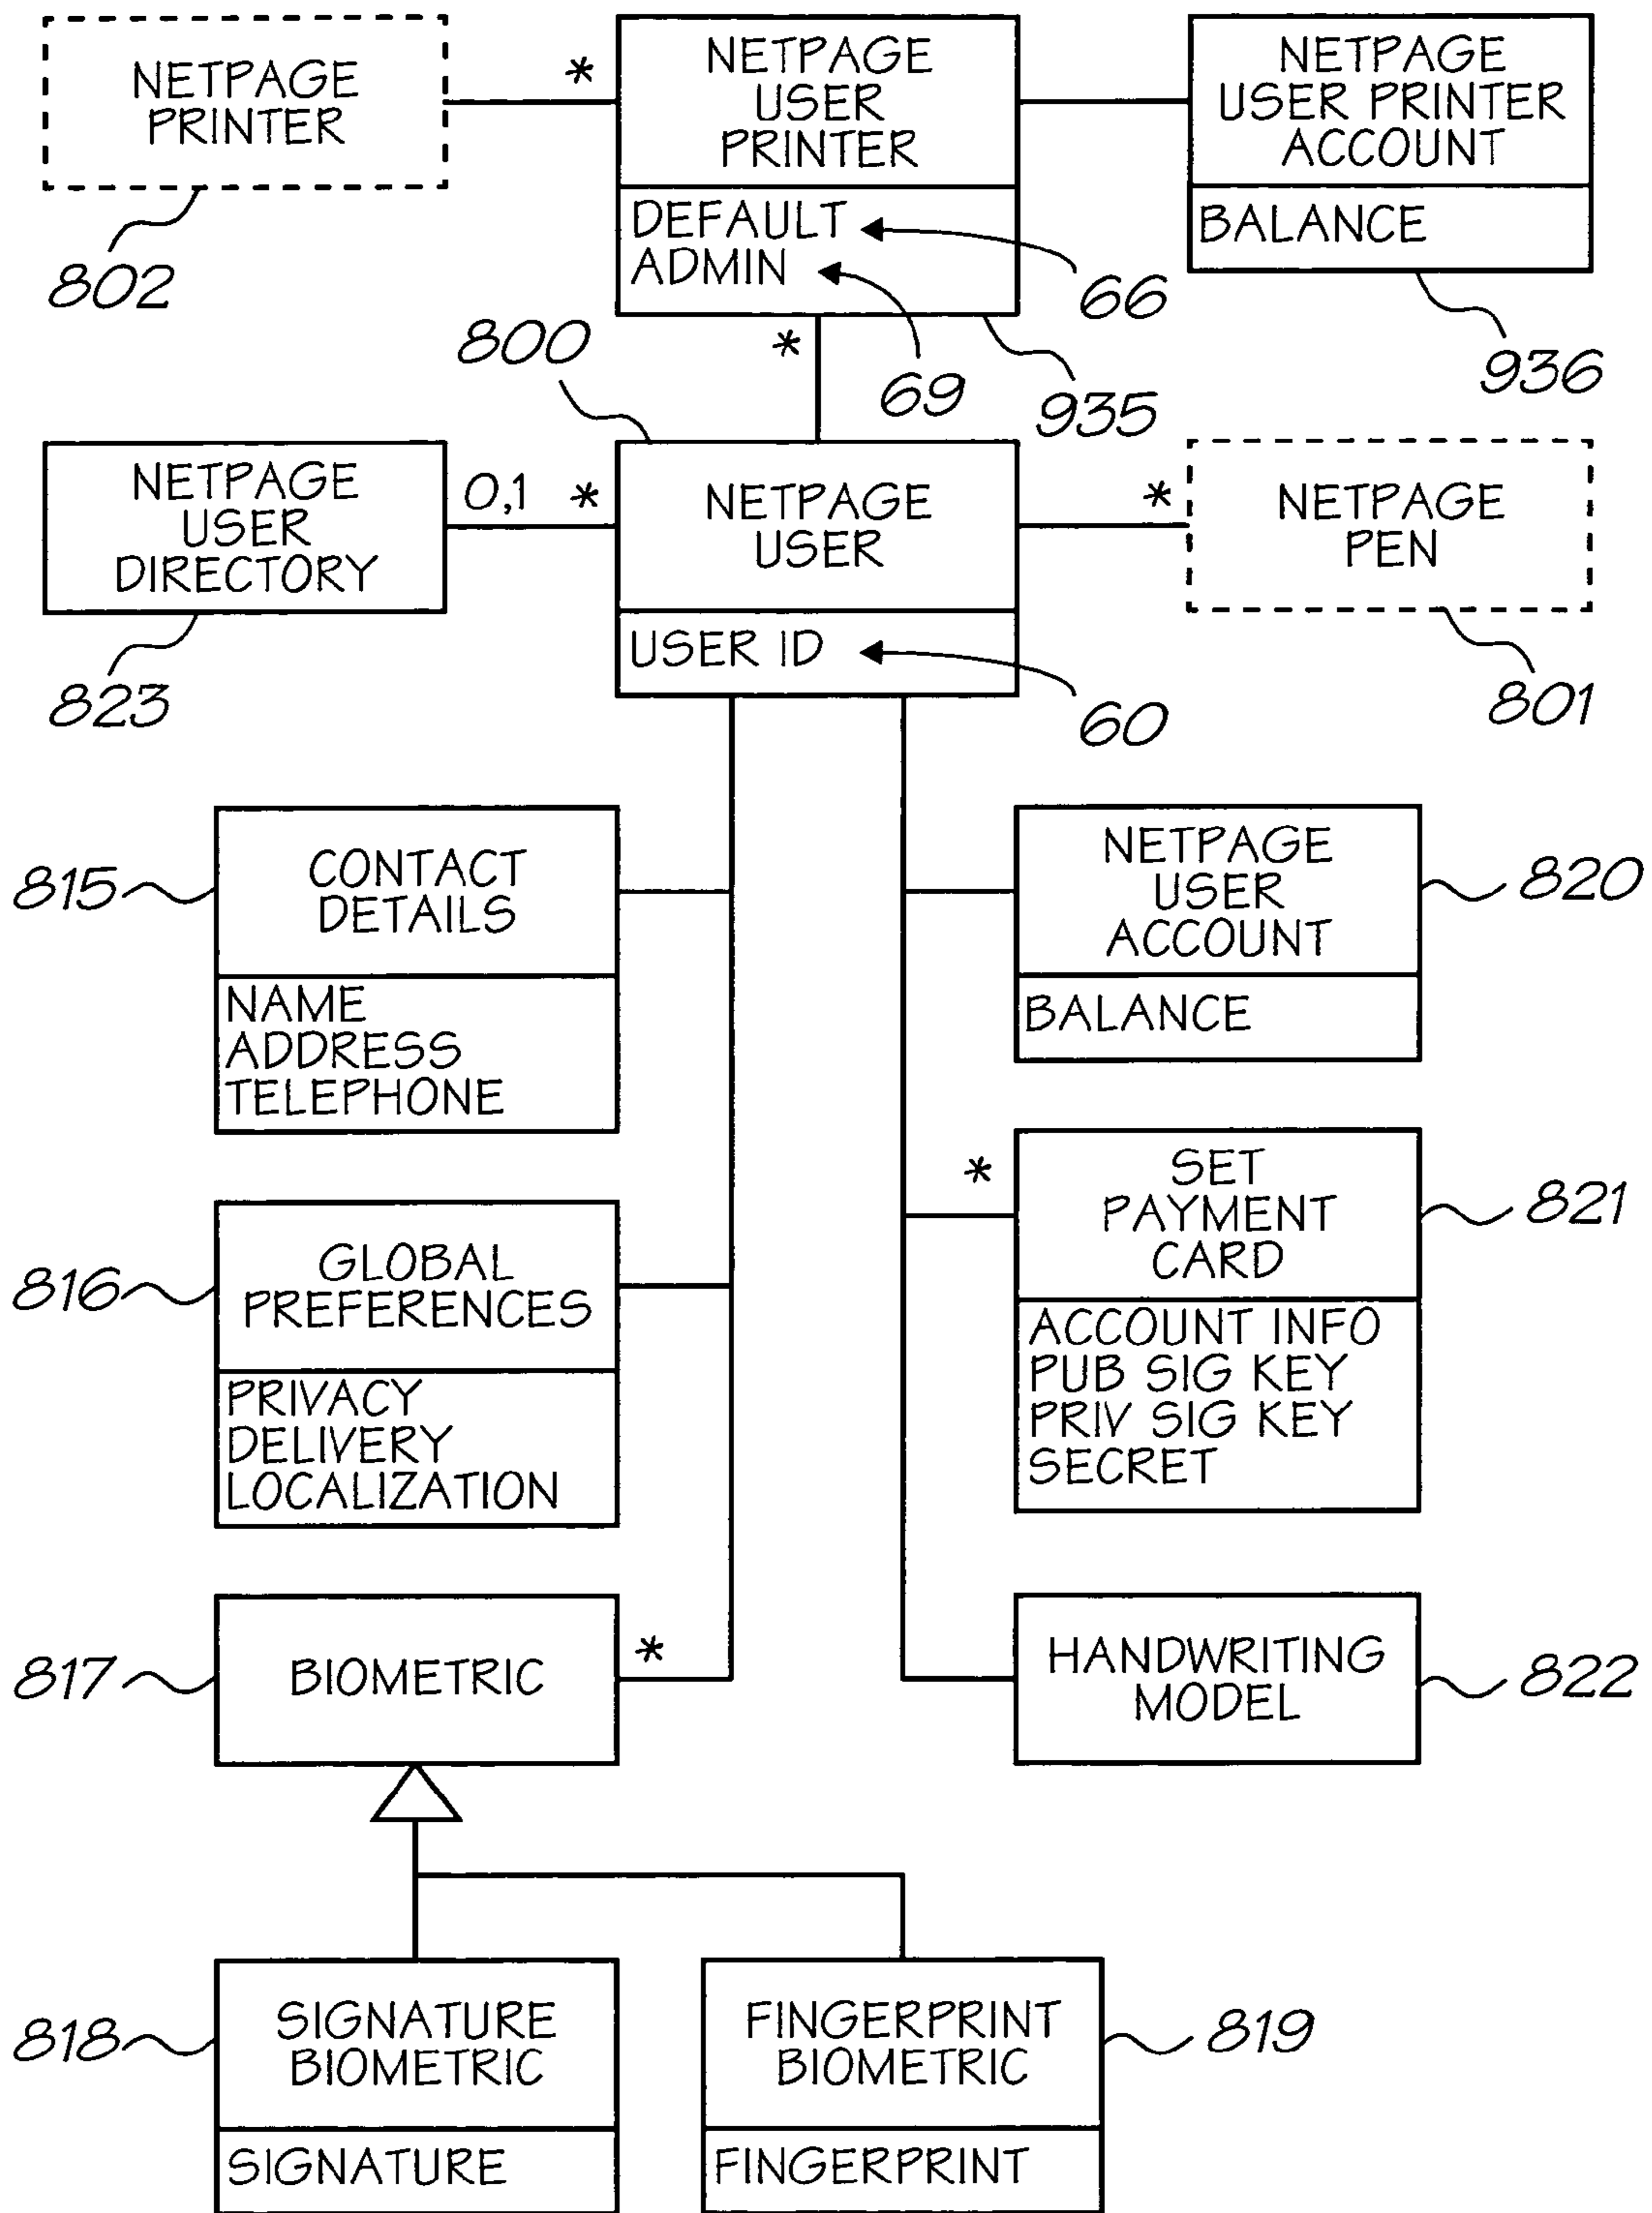 NETPAGE
PRINTER
802
*
NETPAGE
USER
PRINTER
DEFAULT
ADMIN
66
69
935
*
NETPAGE
USER PRINTER
ACCOUNT
BALANCE
936
800
NETPAGE
USER
DIRECTORY
823
0,1 *
NETPAGE
USER
USER ID
60
*
NETPAGE
PEN
801
815
CONTACT
DETAILS
NAME
ADDRESS
TELEPHONE
NETPAGE
USER
ACCOUNT
BALANCE
820
816
GLOBAL
PREFERENCES
PRIVACY
DELIVERY
LOCALIZATION
*
SET
PAYMENT
CARD
ACCOUNT INFO
PUB SIG KEY
PRIV SIG KEY
SECRET
821
817
BIOMETRIC
*
HANDWRITING
MODEL
822
818
SIGNATURE
BIOMETRIC
SIGNATURE
FINGERPRINT
BIOMETRIC
FINGERPRINT
819